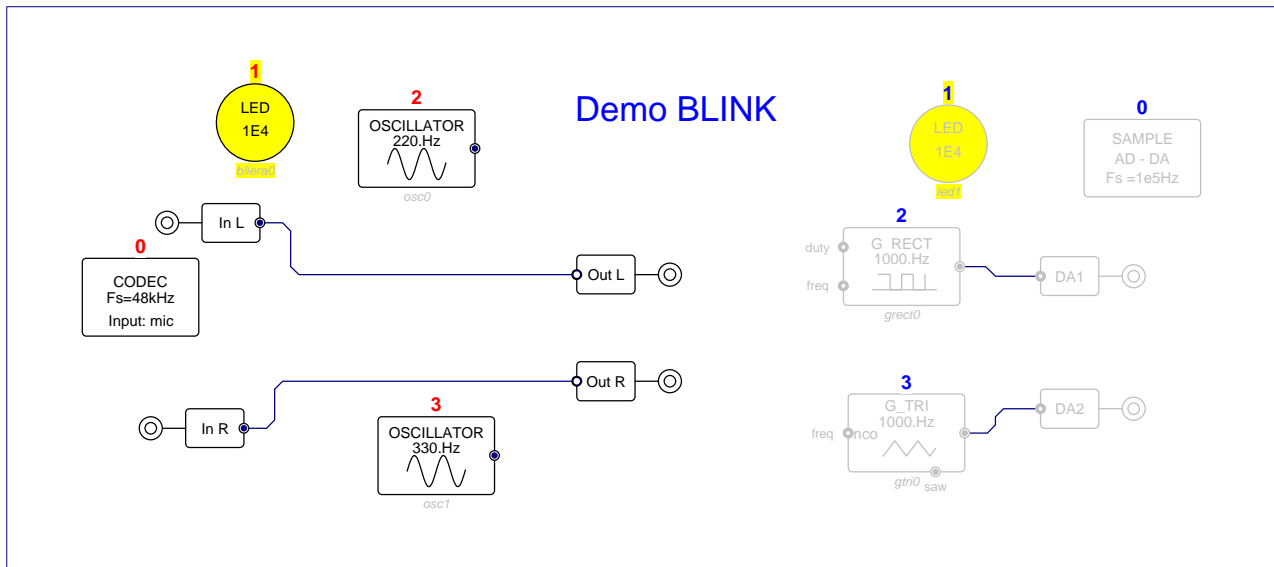 Demo BLINK
1
LED
1E4
bliera0
2
OSCILLATOR
220.Hz
osc0
In L
0
CODEC
Fs=48kHz
Input: mic
Out L
In R
Out R
3
OSCILLATOR
330.Hz
osc1
1
LED
1E4
led1
0
SAMPLE
AD - DA
Fs =1e5Hz
2
duty
freq
G_RECT
1000.Hz
grect0
DA1
3
G_TRI
1000.Hz
freq
nco
gtri0
saw
DA2